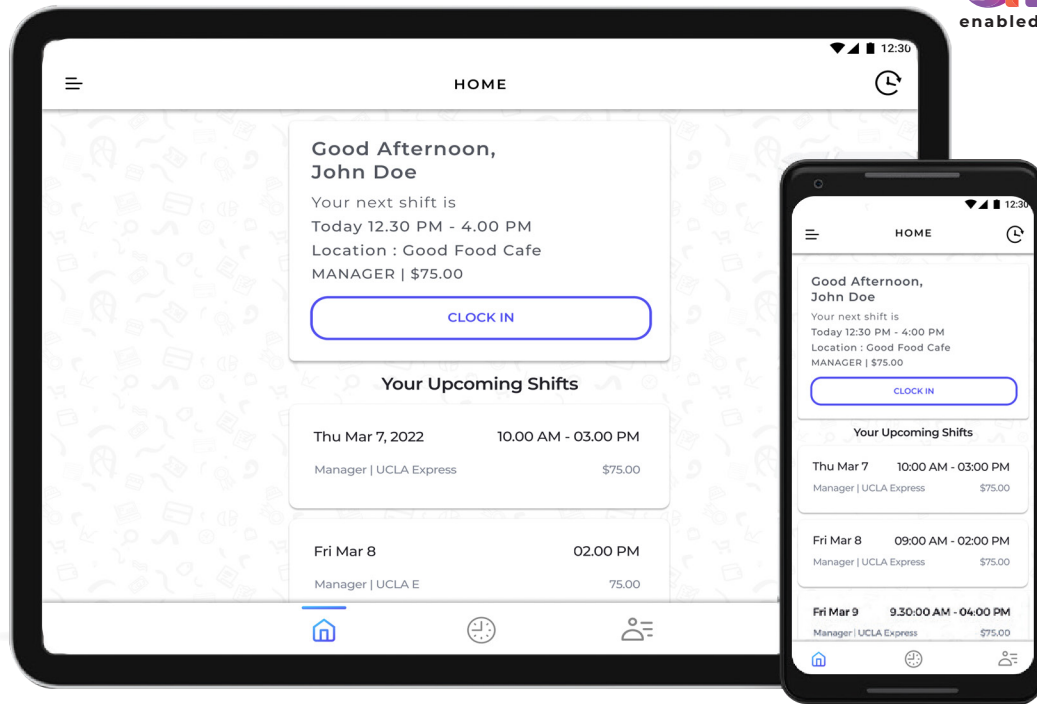 enabled
12:30
HOME
Good Afternoon,
John Doe
Your next shift is
Today 12.30 PM - 4.00 PM
Location : Good Food Cafe
MANAGER | $75.00
CLOCK IN
Your Upcoming Shifts
Thu Mar 7, 2022 10.00 AM - 03.00 PM
Manager | UCLA Express $75.00
Fri Mar 8 02.00 PM
Manager | UCLA E 75.00
12:30
HOME
Good Afternoon,
John Doe
Your next shift is
Today 12:30 PM - 4:00 PM
Location : Good Food Cafe
MANAGER | $75.00
CLOCK IN
Your Upcoming Shifts
Thu Mar 7 10:00 AM - 03:00 PM
Manager | UCLA Express $75.00
Fri Mar 8 09:00 AM - 02:00 PM
Manager | UCLA Express $75.00
Fri Mar 9 9.30:00 AM - 04:00 PM
Manager | UCLA Express $75.00